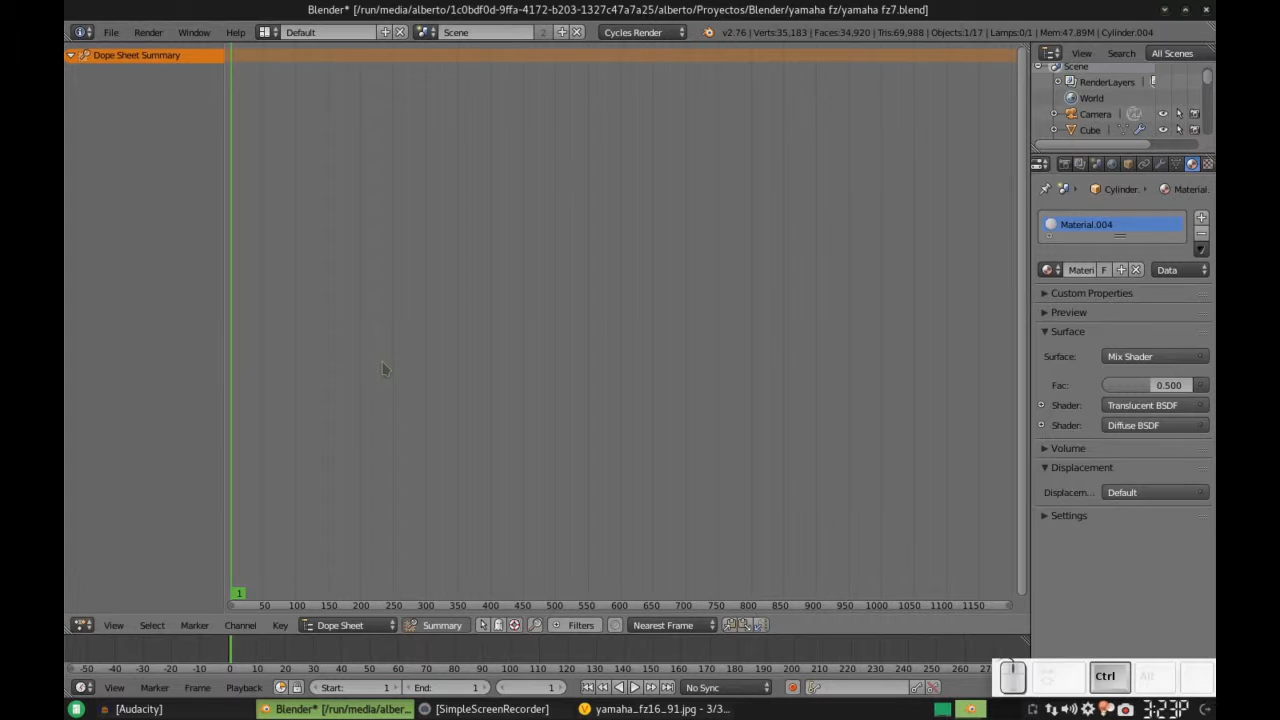 Blender* [/run/media/alberto/1c0bdf0d-9ffa-4172-b203-1327c47a7a25/alberto/Proyectos/Blender/yamaha fz/yamaha fz7.blend]
File Render Window Help Default Scene 2 Cycles Render v2.76 | Verts:35,183 | Faces:34,920 | Tris:69,988 | Objects:1/17 | Lamps:0/1 | Mem:47.89M | Cylinder.004
Dope Sheet Summary
View Search All Scenes
Scene
RenderLayers
World
Camera
Cube
Cylinder. Material.
Material.004
Materi F Data
Custom Properties
Preview
Surface
Surface: Mix Shader
Fac: 0.500
Shader: Translucent BSDF
Shader: Diffuse BSDF
Volume
Displacement
Displacem... Default
Settings
1
50 100 150 200 250 300 350 400 450 500 550 600 650 700 750 800 850 900 950 1000 1050 1100 1150
View Select Marker Channel Key Dope Sheet Summary Filters Nearest Frame
-50 -40 -30 -20 -10 0 10 20 30 40 50 60 70 80 90 100 110 120 130 140 150 160 170 180 190 200 210 220 230 240 250 260 27
View Marker Frame Playback Start: 1 End: 1 1 No Sync
Ctrl Alt
[Audacity] Blender* [/run/media/alber... [SimpleScreenRecorder] yamaha_fz16_91.jpg - 3/3... 3:23P